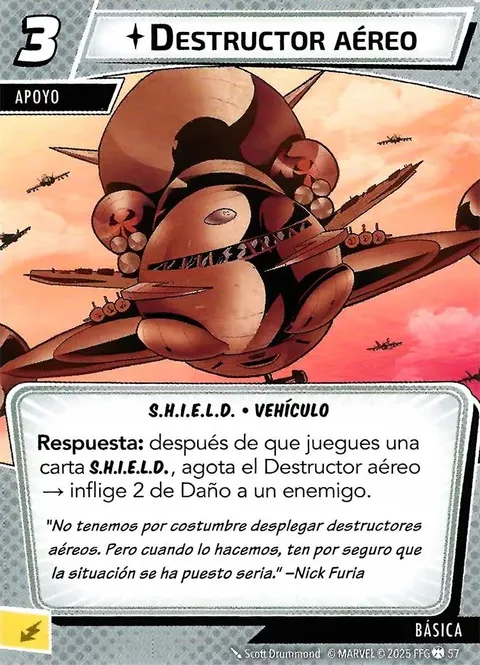 3
DESTRUCTOR AÉREO
APOYO
S.H.I.E.L.D. • VEHÍCULO
Respuesta: después de que juegues una
carta S.H.I.E.L.D., agota el Destructor aéreo
→ inflige 2 de Daño a un enemigo.
"No tenemos por costumbre desplegar destructores
aéreos. Pero cuando lo hacemos, ten por seguro que
la situación se ha puesto seria." –Nick Furia
BÁSICA
Scott Drummond © MARVEL © 2025 FFG 57